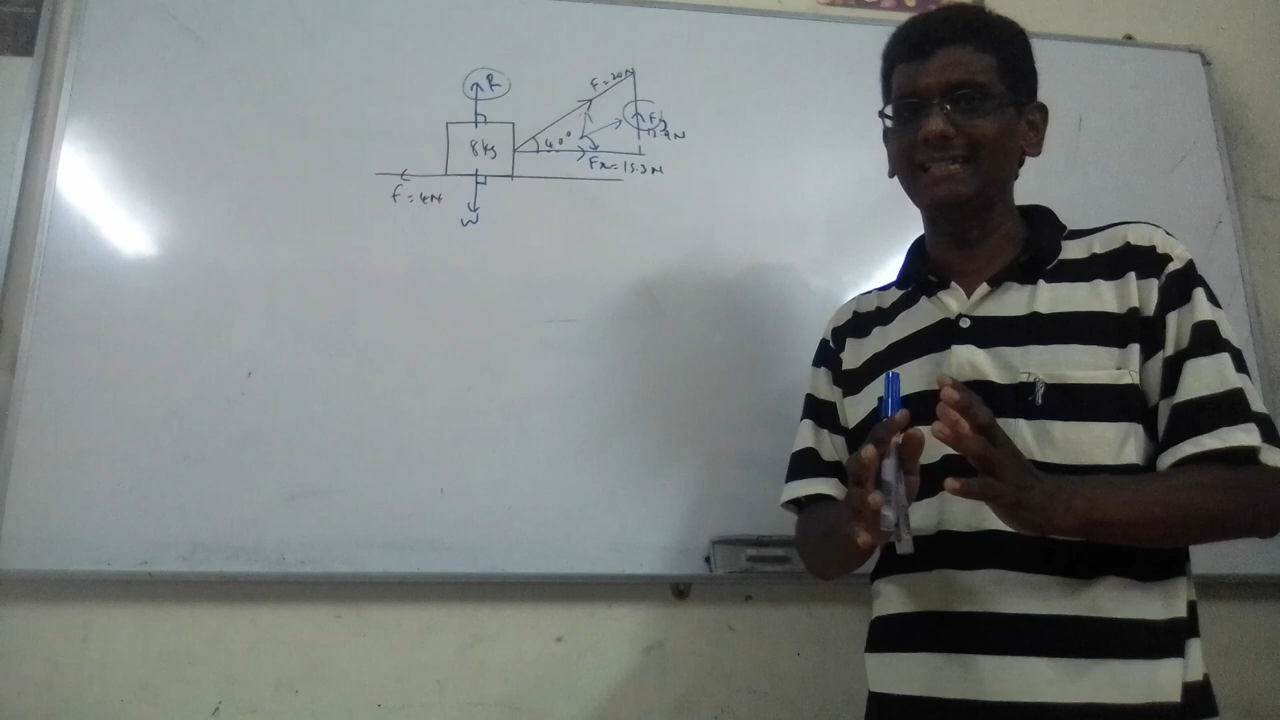 R
F = 20N
8kg
40°
Fy
12.9N
Fx = 15.3N
f = 4N
W